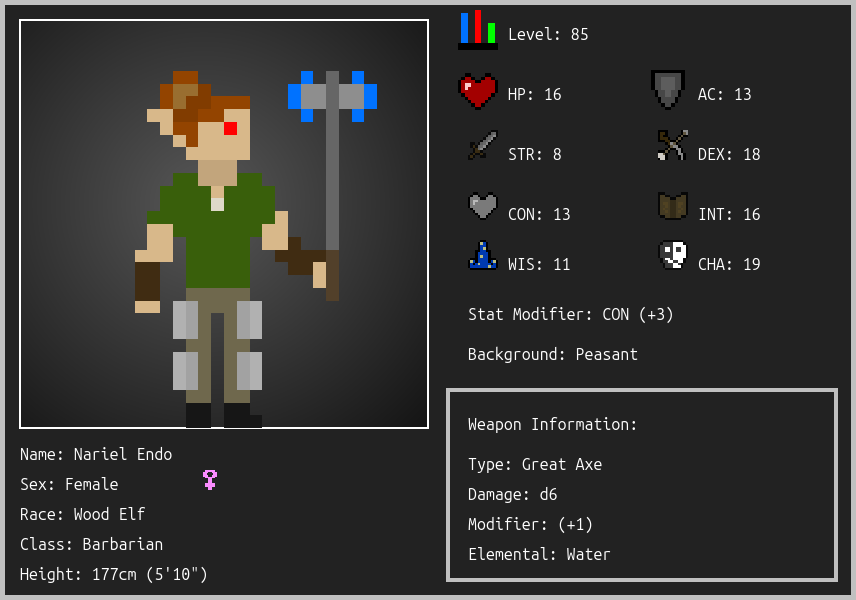 Level: 85
HP: 16 AC: 13
STR: 8 DEX: 18
CON: 13 INT: 16
WIS: 11 CHA: 19
Stat Modifier: CON (+3)
Background: Peasant
Name: Nariel Endo
Sex: Female
Race: Wood Elf
Class: Barbarian
Height: 177cm (5'10")
Weapon Information:
Type: Great Axe
Damage: d6
Modifier: (+1)
Elemental: Water